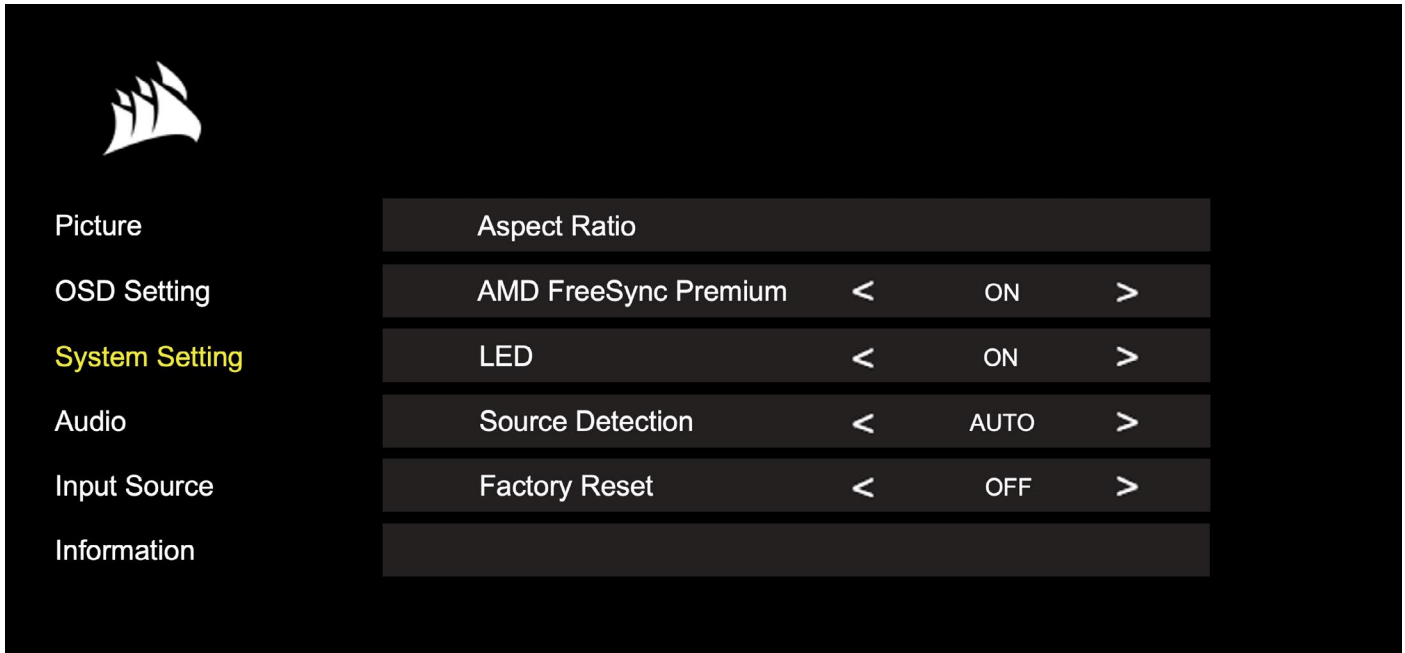 Picture
Aspect Ratio
OSD Setting
AMD FreeSync Premium < ON >
System Setting
LED < ON >
Audio
Source Detection < AUTO >
Input Source
Factory Reset < OFF >
Information